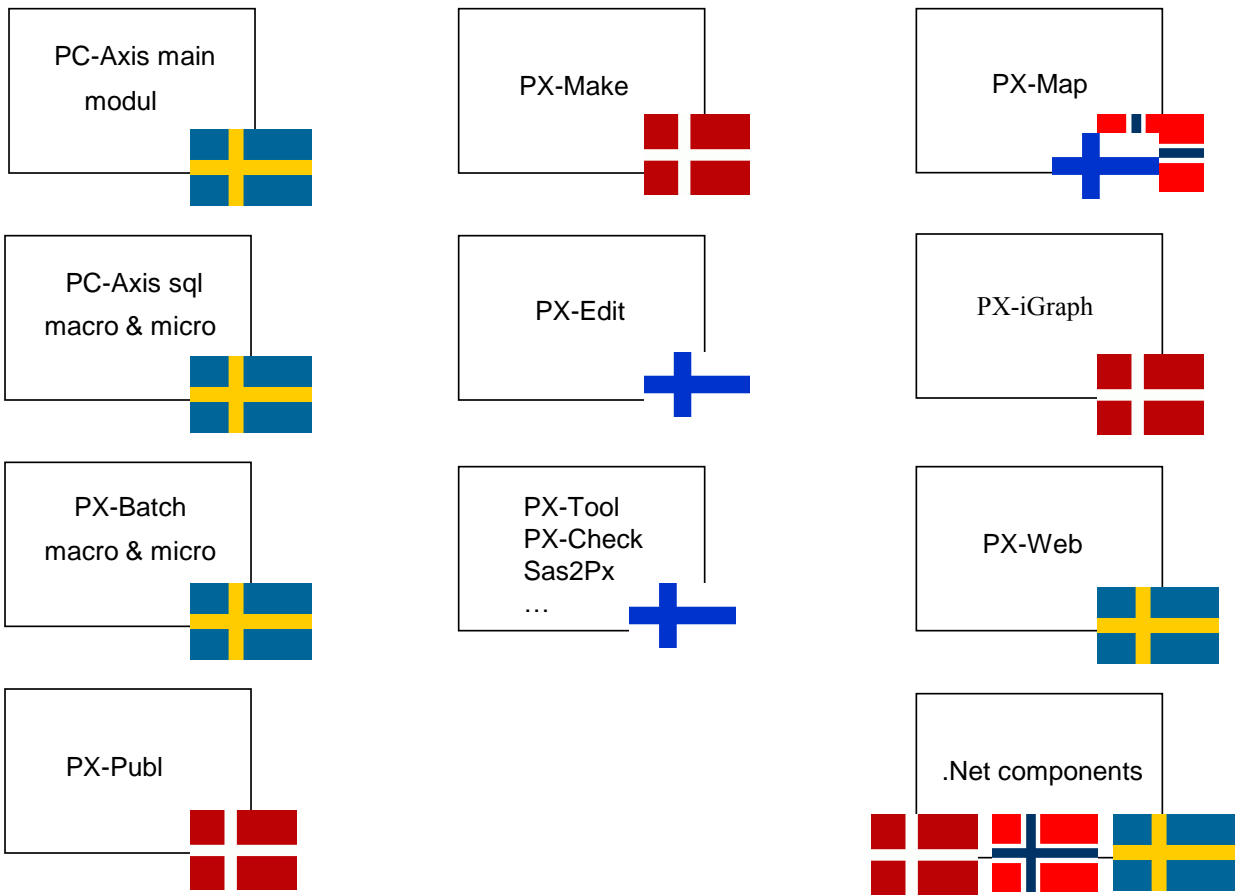 PC-Axis main
modul
PX-Make
PX-Map
PC-Axis sql
macro & micro
PX-Edit
PX-iGraph
PX-Batch
macro & micro
PX-Tool
PX-Check
Sas2Px
…
PX-Web
PX-Publ
.Net components